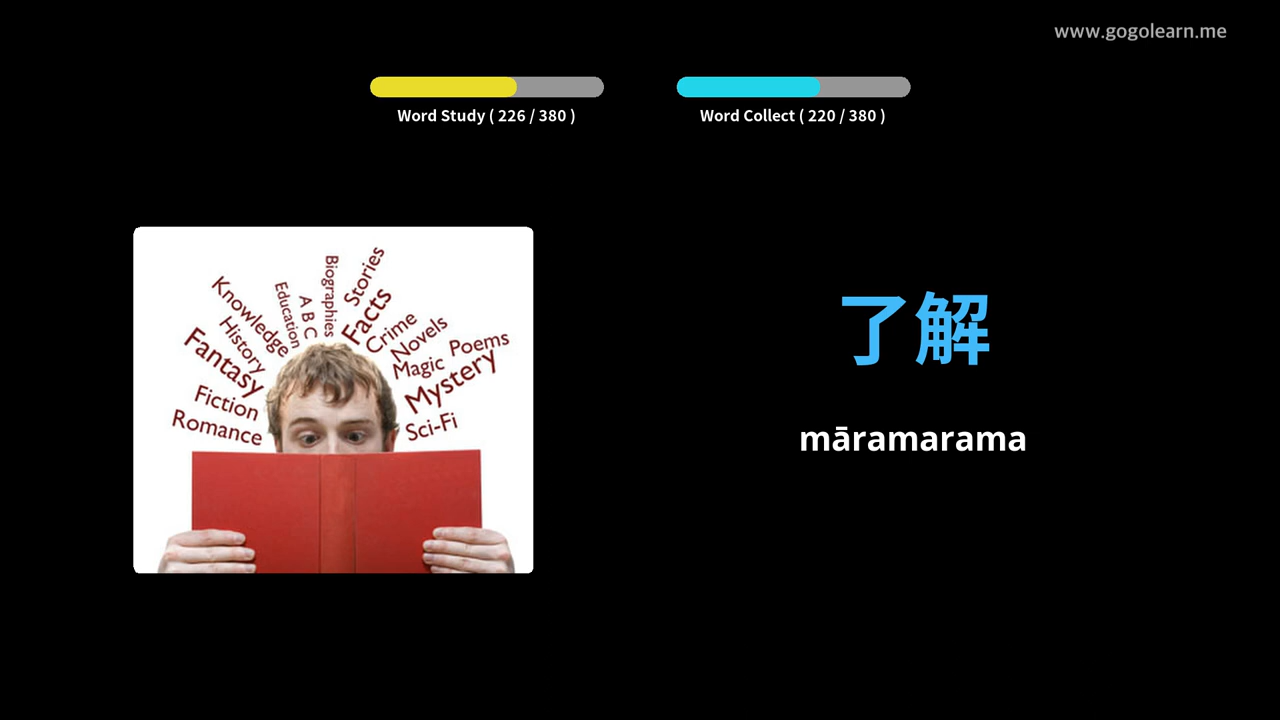 www.gogolearn.me
Word Study ( 226 / 380 )
Word Collect ( 220 / 380 )
Biographies
Stories
Education
A B C
Facts
Knowledge
History
Crime
Novels
Fantasy
Magic
Poems
Mystery
Fiction
Romance
Sci-Fi
了解
māramarama